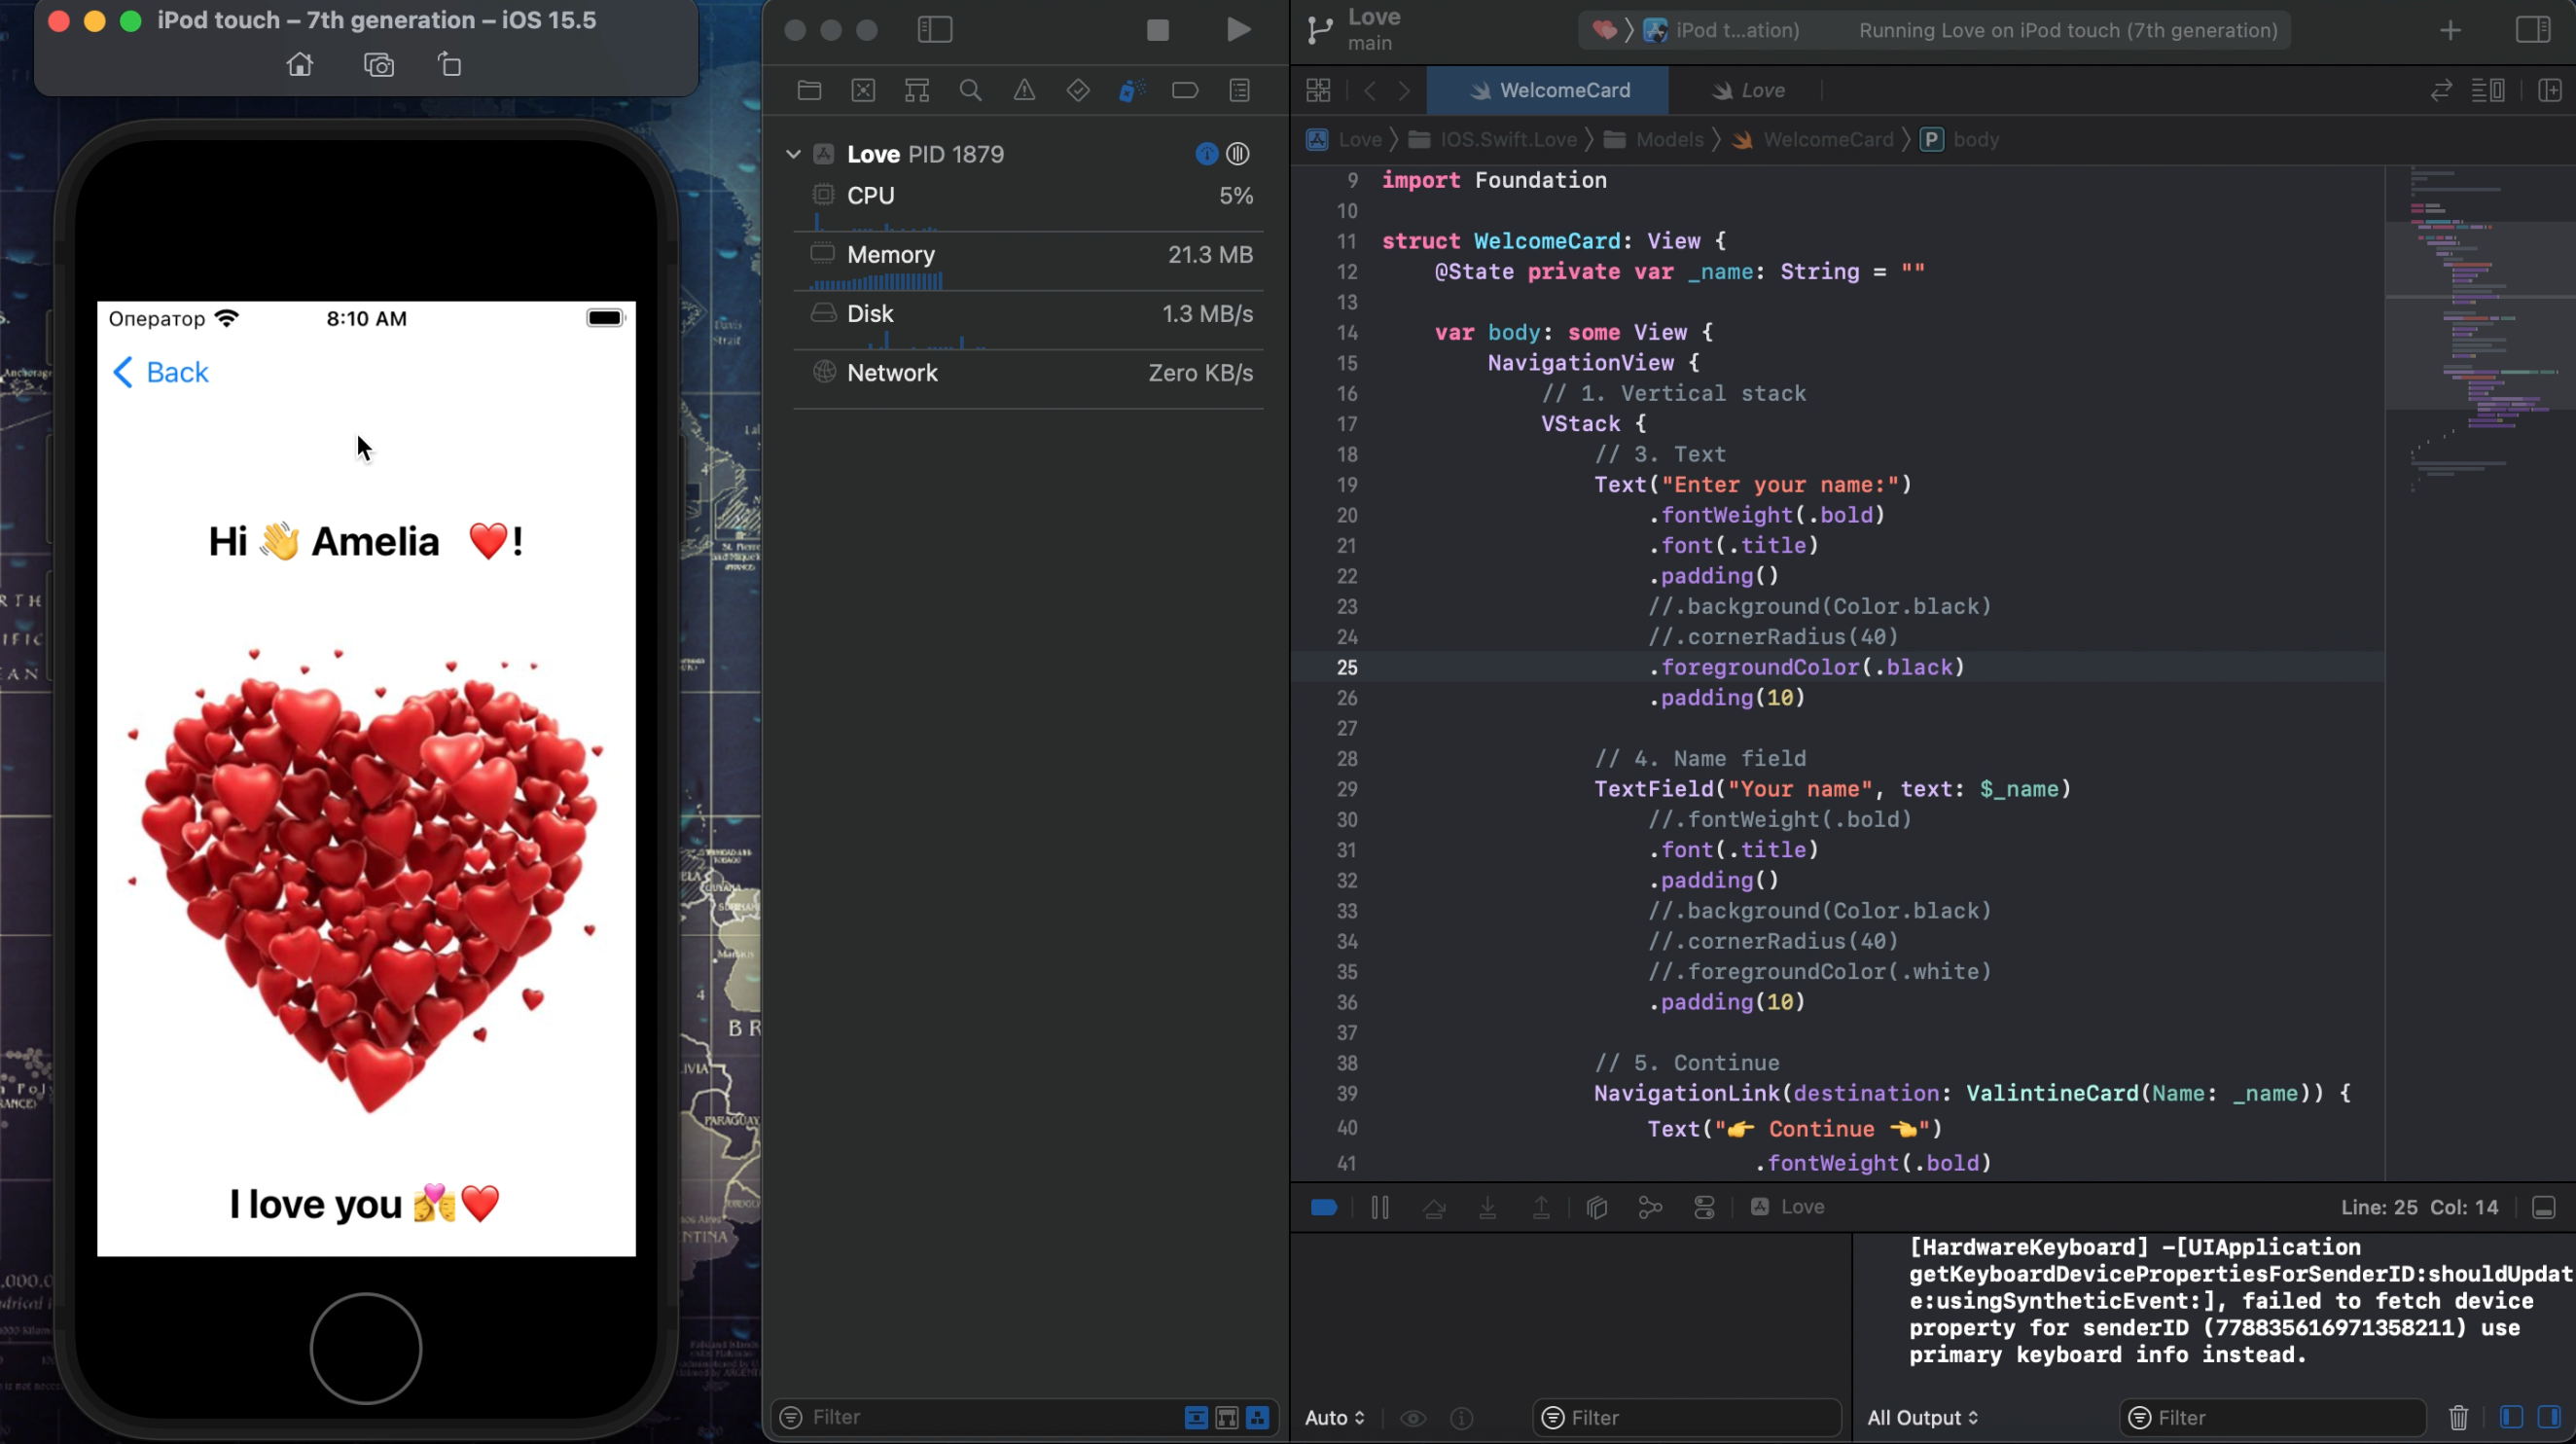 iPod touch – 7th generation – iOS 15.5
Оператор
8:10 AM
Back
Hi 👋 Amelia ❤️!
I love you 💏❤️
Love PID 1879
CPU 5%
Memory 21.3 MB
Disk 1.3 MB/s
Network Zero KB/s
Filter
Love
main
iPod t...ation)
Running Love on iPod touch (7th generation)
WelcomeCard
Love
Love
IOS.Swift.Love
Models
WelcomeCard
P
body
9 import Foundation
10
11 struct WelcomeCard: View {
12 @State private var _name: String = ""
13
14 var body: some View {
15 NavigationView {
16 // 1. Vertical stack
17 VStack {
18 // 3. Text
19 Text("Enter your name:")
20 .fontWeight(.bold)
21 .font(.title)
22 .padding()
23 //.background(Color.black)
24 //.cornerRadius(40)
25 .foregroundColor(.black)
26 .padding(10)
27
28 // 4. Name field
29 TextField("Your name", text: $_name)
30 //.fontWeight(.bold)
31 .font(.title)
32 .padding()
33 //.background(Color.black)
34 //.cornerRadius(40)
35 //.foregroundColor(.white)
36 .padding(10)
37
38 // 5. Continue
39 NavigationLink(destination: ValintineCard(Name: _name)) {
40 Text("👉 Continue 👈")
41 .fontWeight(.bold)
Love
Line: 25 Col: 14
[HardwareKeyboard] -[UIApplication
getKeyboardDevicePropertiesForSenderID:shouldUpdat
e:usingSyntheticEvent:], failed to fetch device
property for senderID (778835616971358211) use
primary keyboard info instead.
Auto
Filter
All Output
Filter